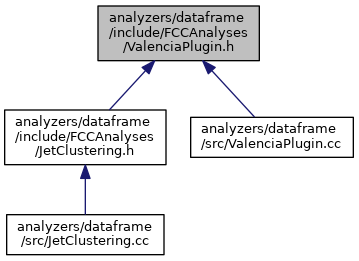 analyzers/dataframe
/include/FCCAnalyses
/ValenciaPlugin.h
analyzers/dataframe
/include/FCCAnalyses
/JetClustering.h
analyzers/dataframe
/src/ValenciaPlugin.cc
analyzers/dataframe
/src/JetClustering.cc